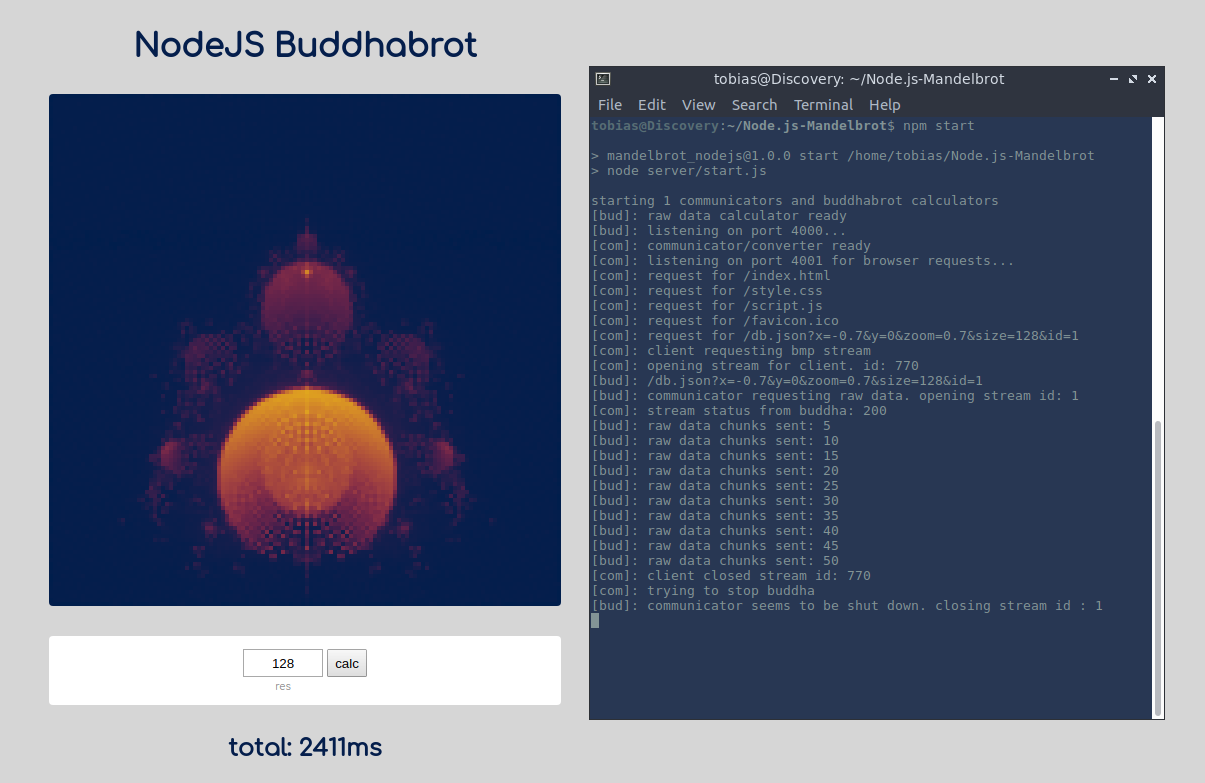 NodeJS Buddhabrot
128
calc
res
total: 2411ms
tobias@Discovery: ~/Node.js-Mandelbrot
File Edit View Search Terminal Help
tobias@Discovery:~/Node.js-Mandelbrot$ npm start
> mandelbrot_nodejs@1.0.0 start /home/tobias/Node.js-Mandelbrot
> node server/start.js
starting 1 communicators and buddhabrot calculators
[bud]: raw data calculator ready
[bud]: listening on port 4000...
[com]: communicator/converter ready
[com]: listening on port 4001 for browser requests...
[com]: request for /index.html
[com]: request for /style.css
[com]: request for /script.js
[com]: request for /favicon.ico
[com]: request for /db.json?x=-0.7&y=0&zoom=0.7&size=128&id=1
[com]: client requesting bmp stream
[com]: opening stream for client. id: 770
[bud]: /db.json?x=-0.7&y=0&zoom=0.7&size=128&id=1
[bud]: communicator requesting raw data. opening stream id: 1
[com]: stream status from buddha: 200
[bud]: raw data chunks sent: 5
[bud]: raw data chunks sent: 10
[bud]: raw data chunks sent: 15
[bud]: raw data chunks sent: 20
[bud]: raw data chunks sent: 25
[bud]: raw data chunks sent: 30
[bud]: raw data chunks sent: 35
[bud]: raw data chunks sent: 40
[bud]: raw data chunks sent: 45
[bud]: raw data chunks sent: 50
[com]: client closed stream id: 770
[com]: trying to stop buddha
[bud]: communicator seems to be shut down. closing stream id : 1